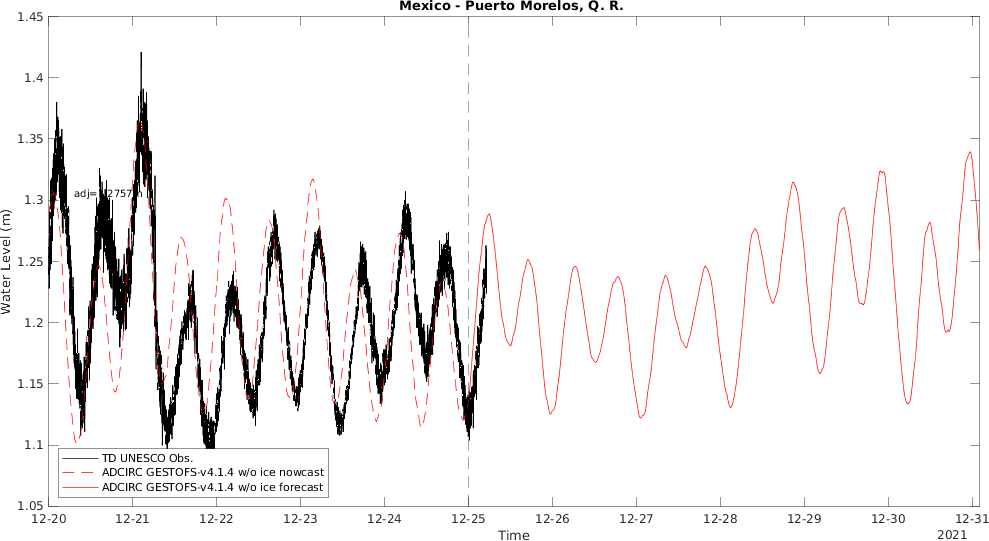 Mexico - Puerto Morelos, Q. R.
1.45
1.4
1.35
1.3
1.25
1.2
1.15
1.1
1.05
Water Level (m)
TD UNESCO Obs.
ADCIRC GESTOFS-v4.1.4 w/o ice nowcast
ADCIRC GESTOFS-v4.1.4 w/o ice forecast
12-20 12-21 12-22 12-23 12-24 12-25 12-26 12-27 12-28 12-29 12-30 12-31
Time
2021